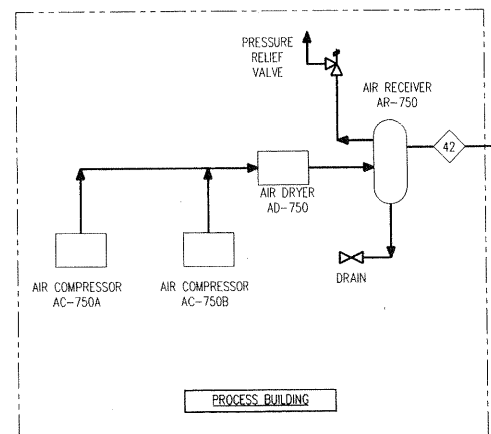 PRESSURE
RELIEF
VALVE
AIR RECEIVER
AR-750
42
AIR DRYER
AD-750
DRAIN
AIR COMPRESSOR
AC-750A
AIR COMPRESSOR
AC-750B
PROCESS BUILDING